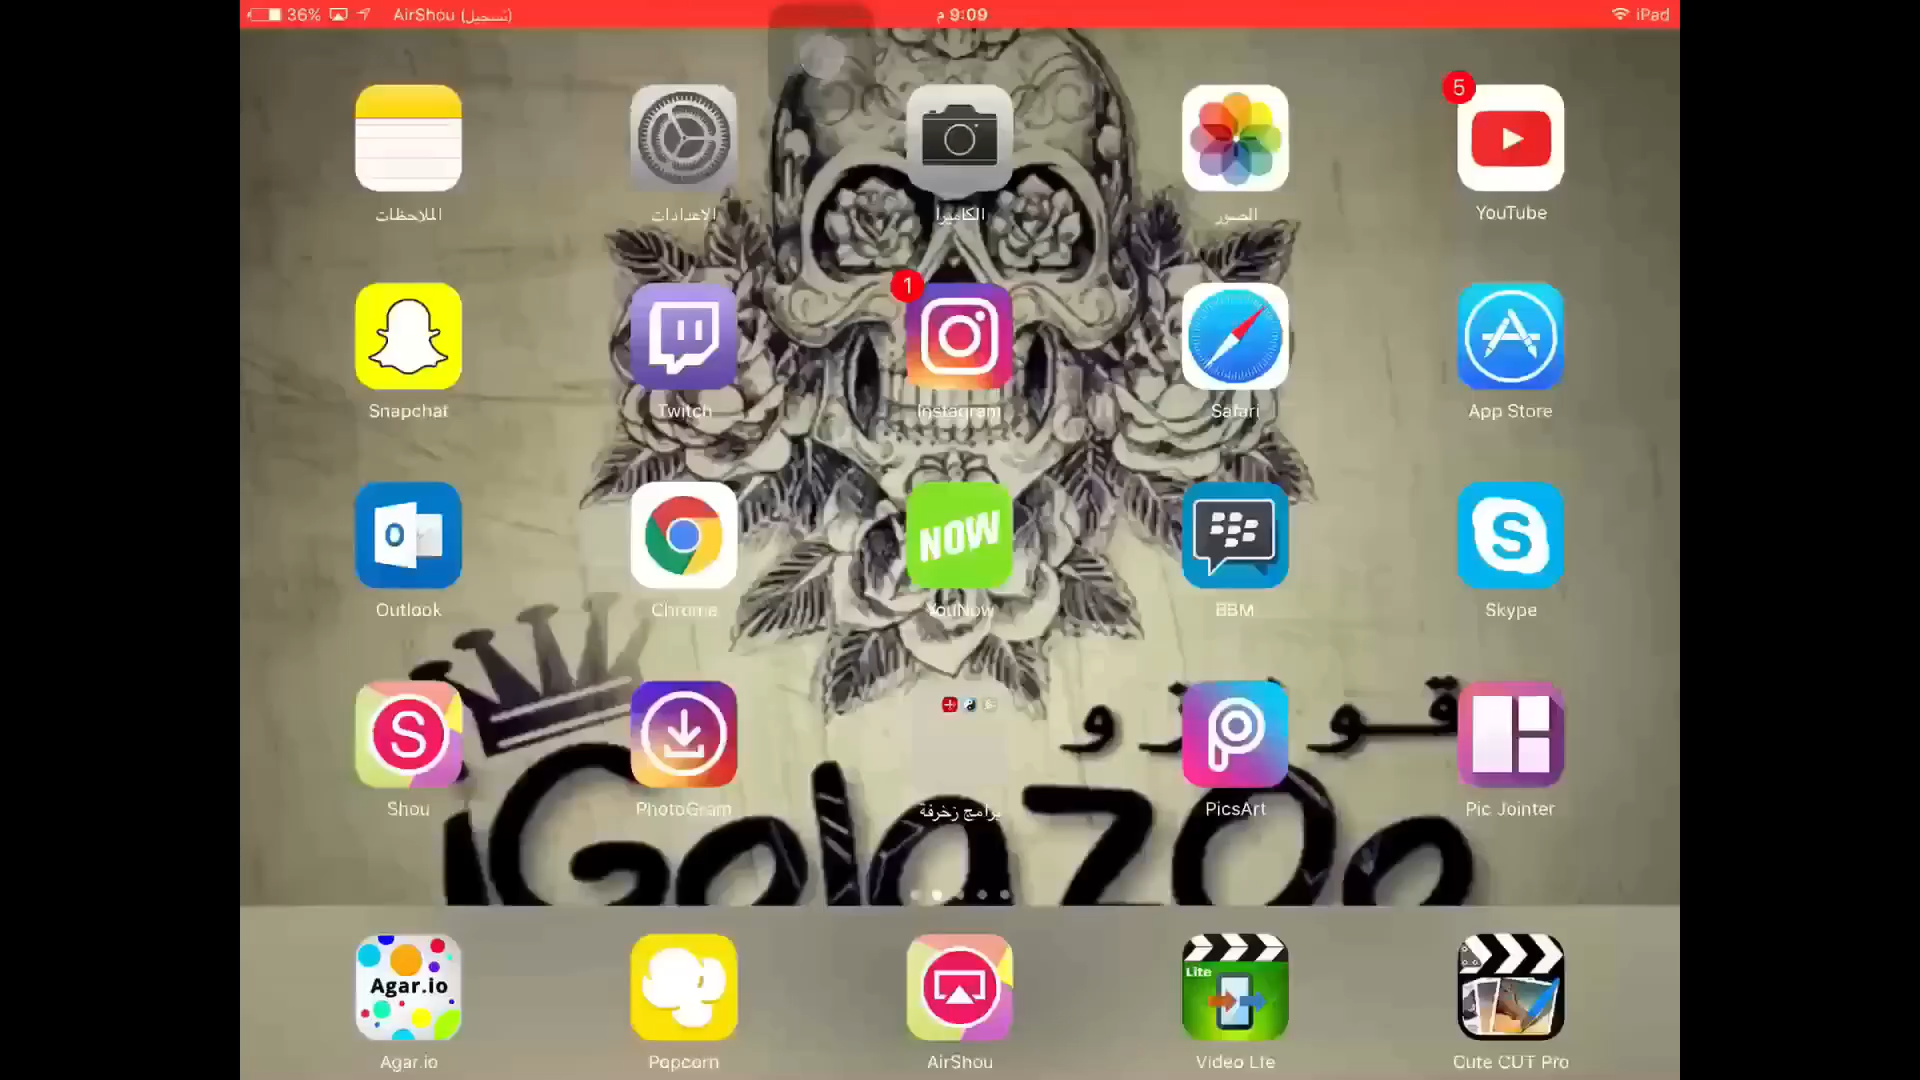 36% AirShou (تسجيل) 9:09 م iPad
5
الملاحظات الإعدادات الكاميرا الصور YouTube
1
Snapchat Twitch Instagram Safari App Store
NOW
Outlook Chrome YouNow BBM Skype
قولازو
Shou PhotoGram برامج زخرفة PicsArt Pic Jointer
iGolazOo
Agar.io Lite
Agar.io Popcorn AirShou Video Lite Cute CUT Pro